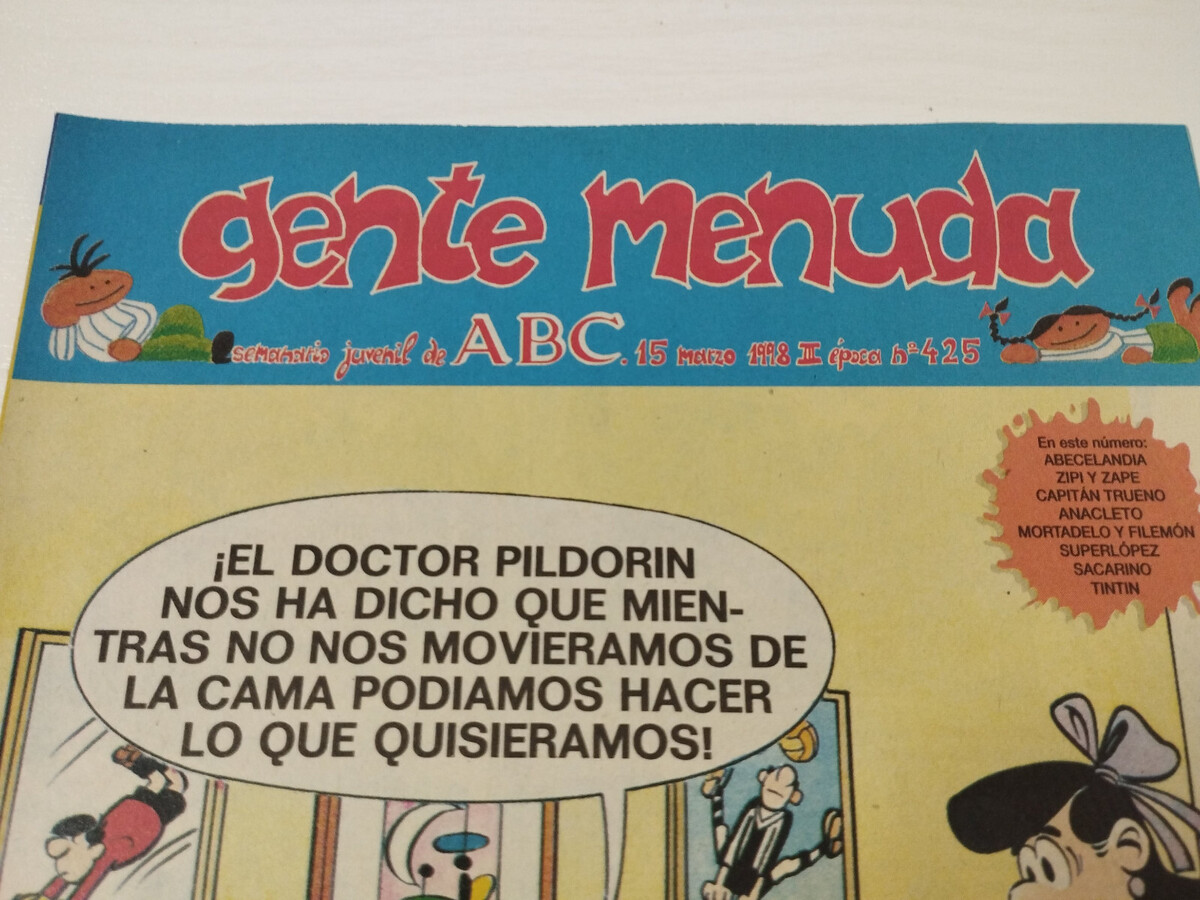 gente menuda
semanario juvenil de ABC. 15 marzo 1998 III época nº 425
En este número:
ABECELANDIA
ZIPI Y ZAPE
CAPITÁN TRUENO
ANACLETO
MORTADELO Y FILEMÓN
SUPERLÓPEZ
SACARINO
TINTIN
¡EL DOCTOR PILDORIN
NOS HA DICHO QUE MIEN-
TRAS NO NOS MOVIERAMOS DE
LA CAMA PODIAMOS HACER
LO QUE QUISIERAMOS!